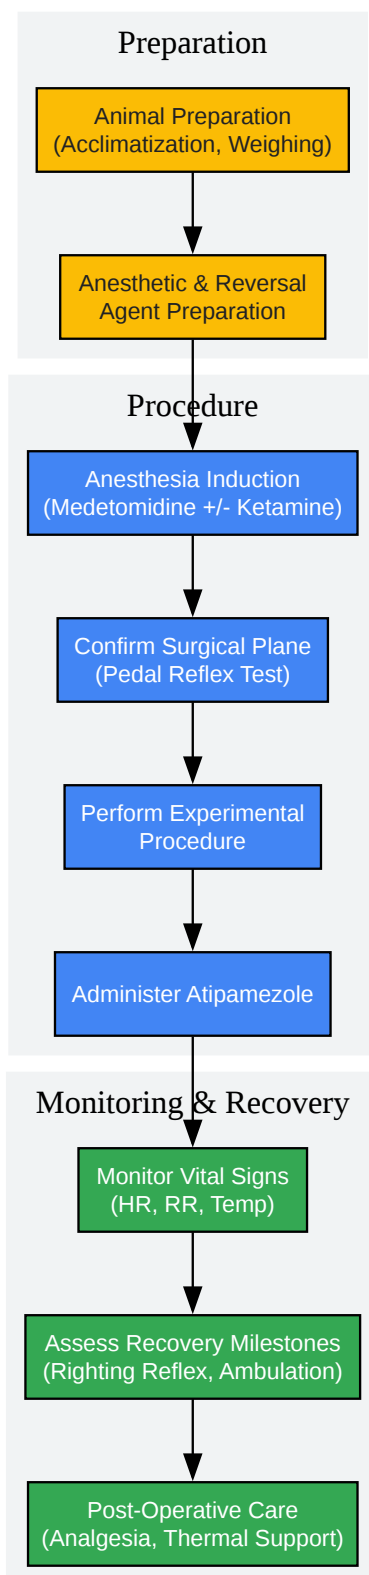 Preparation
Animal Preparation
(Acclimatization, Weighing)
Anesthetic & Reversal
Agent Preparation
Procedure
Anesthesia Induction
(Medetomidine +/- Ketamine)
Confirm Surgical Plane
(Pedal Reflex Test)
Perform Experimental
Procedure
Administer Atipamezole
Monitoring & Recovery
Monitor Vital Signs
(HR, RR, Temp)
Assess Recovery Milestones
(Righting Reflex, Ambulation)
Post-Operative Care
(Analgesia, Thermal Support)